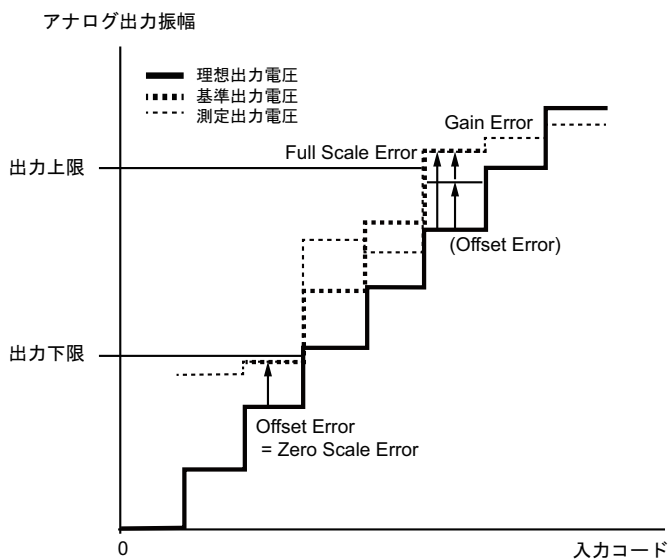 アナログ出力振幅
理想出力電圧
基準出力電圧
測定出力電圧
Gain Error
Full Scale Error
出力上限
(Offset Error)
出力下限
Offset Error
= Zero Scale Error
0
入力コード